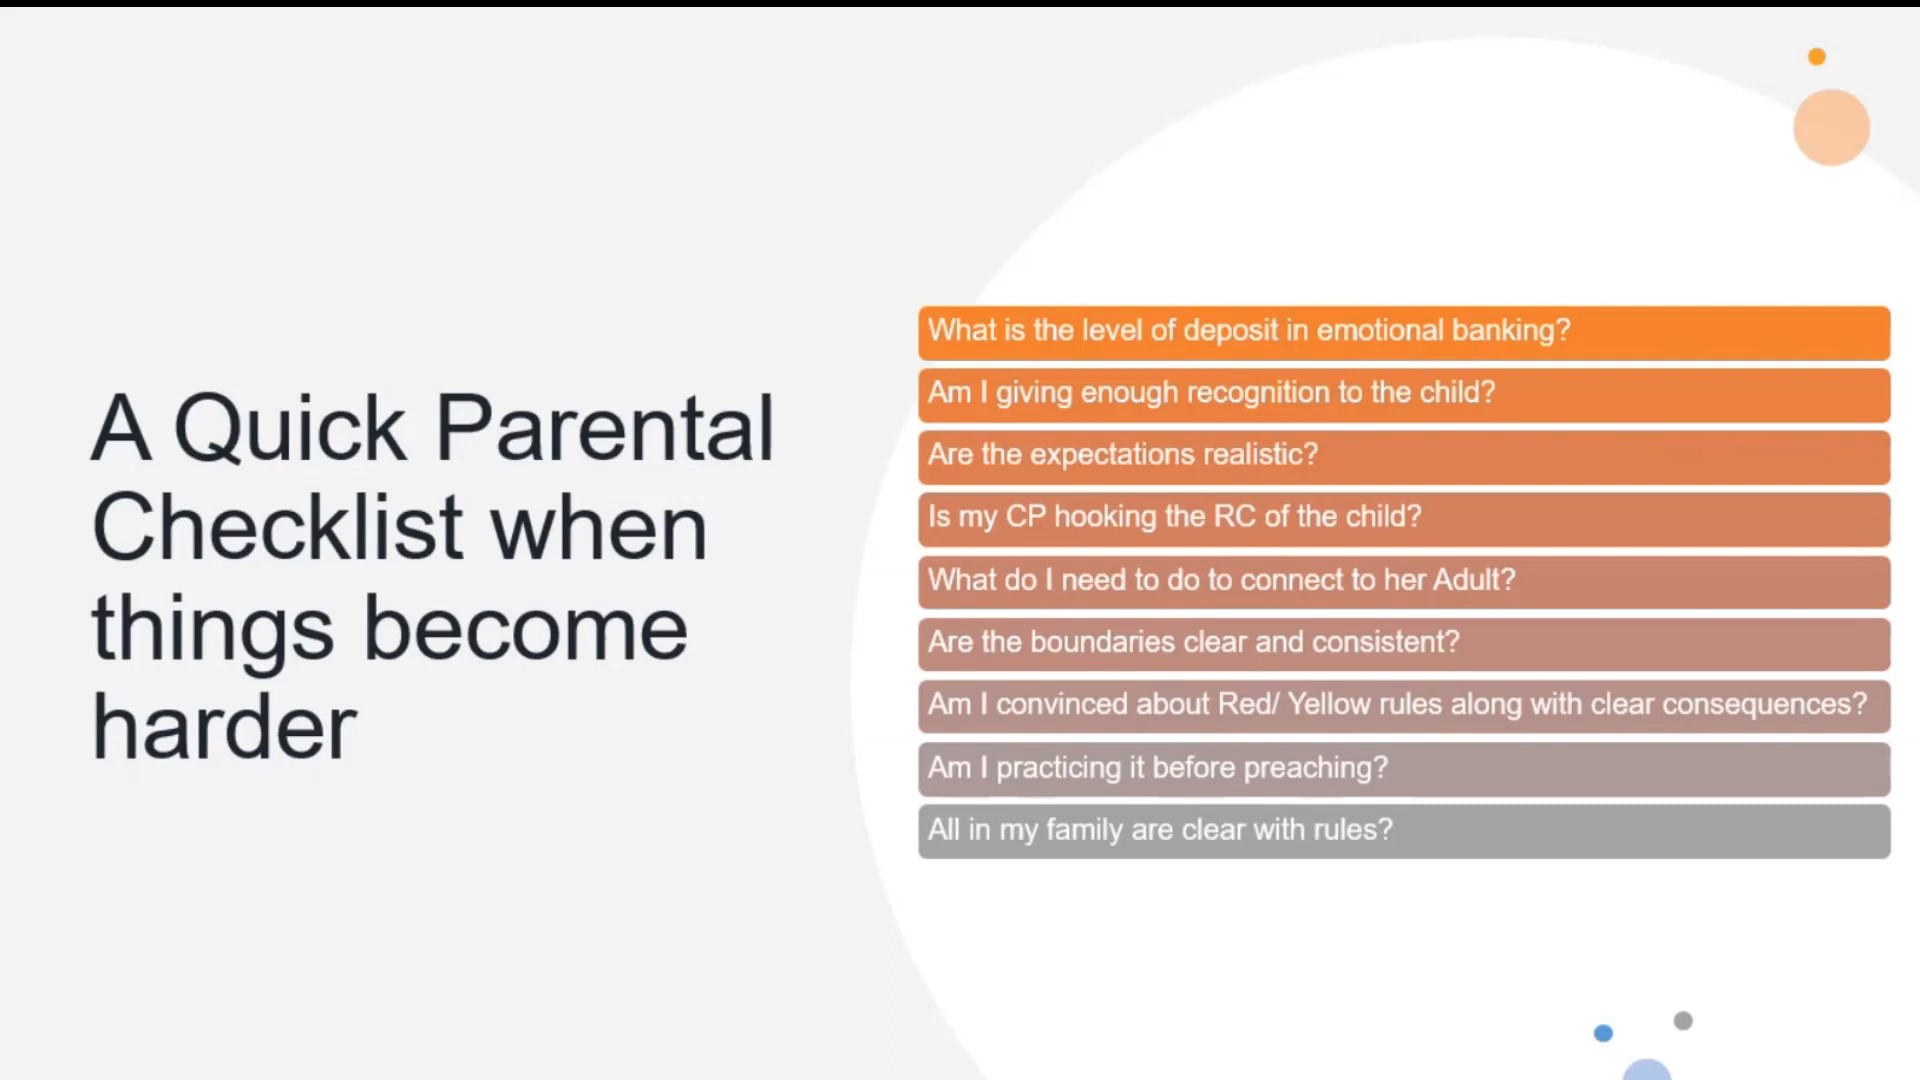 A Quick Parental
Checklist when
things become
harder
What is the level of deposit in emotional banking?
Am I giving enough recognition to the child?
Are the expectations realistic?
Is my CP hooking the RC of the child?
What do I need to do to connect to her Adult?
Are the boundaries clear and consistent?
Am I convinced about Red/ Yellow rules along with clear consequences?
Am I practicing it before preaching?
All in my family are clear with rules?